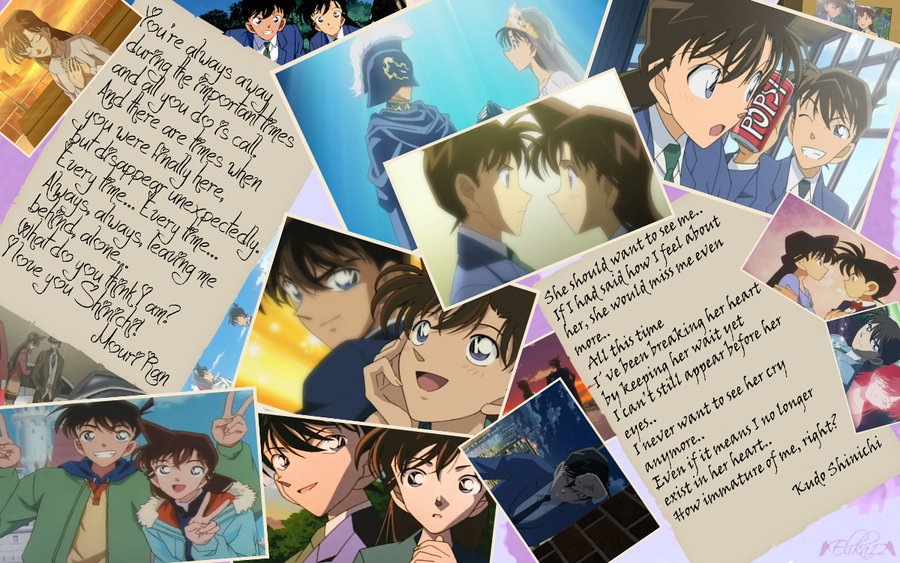 You're always away
during the important times
and all you do is call.
And there are times when
you were finally here,
but disappear unexpectedly.
Every time... Every time...
Always, always, leaving me
behind, alone...
What do you think I am?
I love you Shinichi!
Mouri Ran
POPS!
She should want to see me..
If I had said how I feel about
her, she would miss me even
more..
All this time
I 've been breaking her heart
by keeping her wait yet
I can't still appear before her
eyes..
I never want to see her cry
anymore..
Even if it means I no longer
exist in her heart..
How immature of me, right?
Kudo Shinichi
Elika12